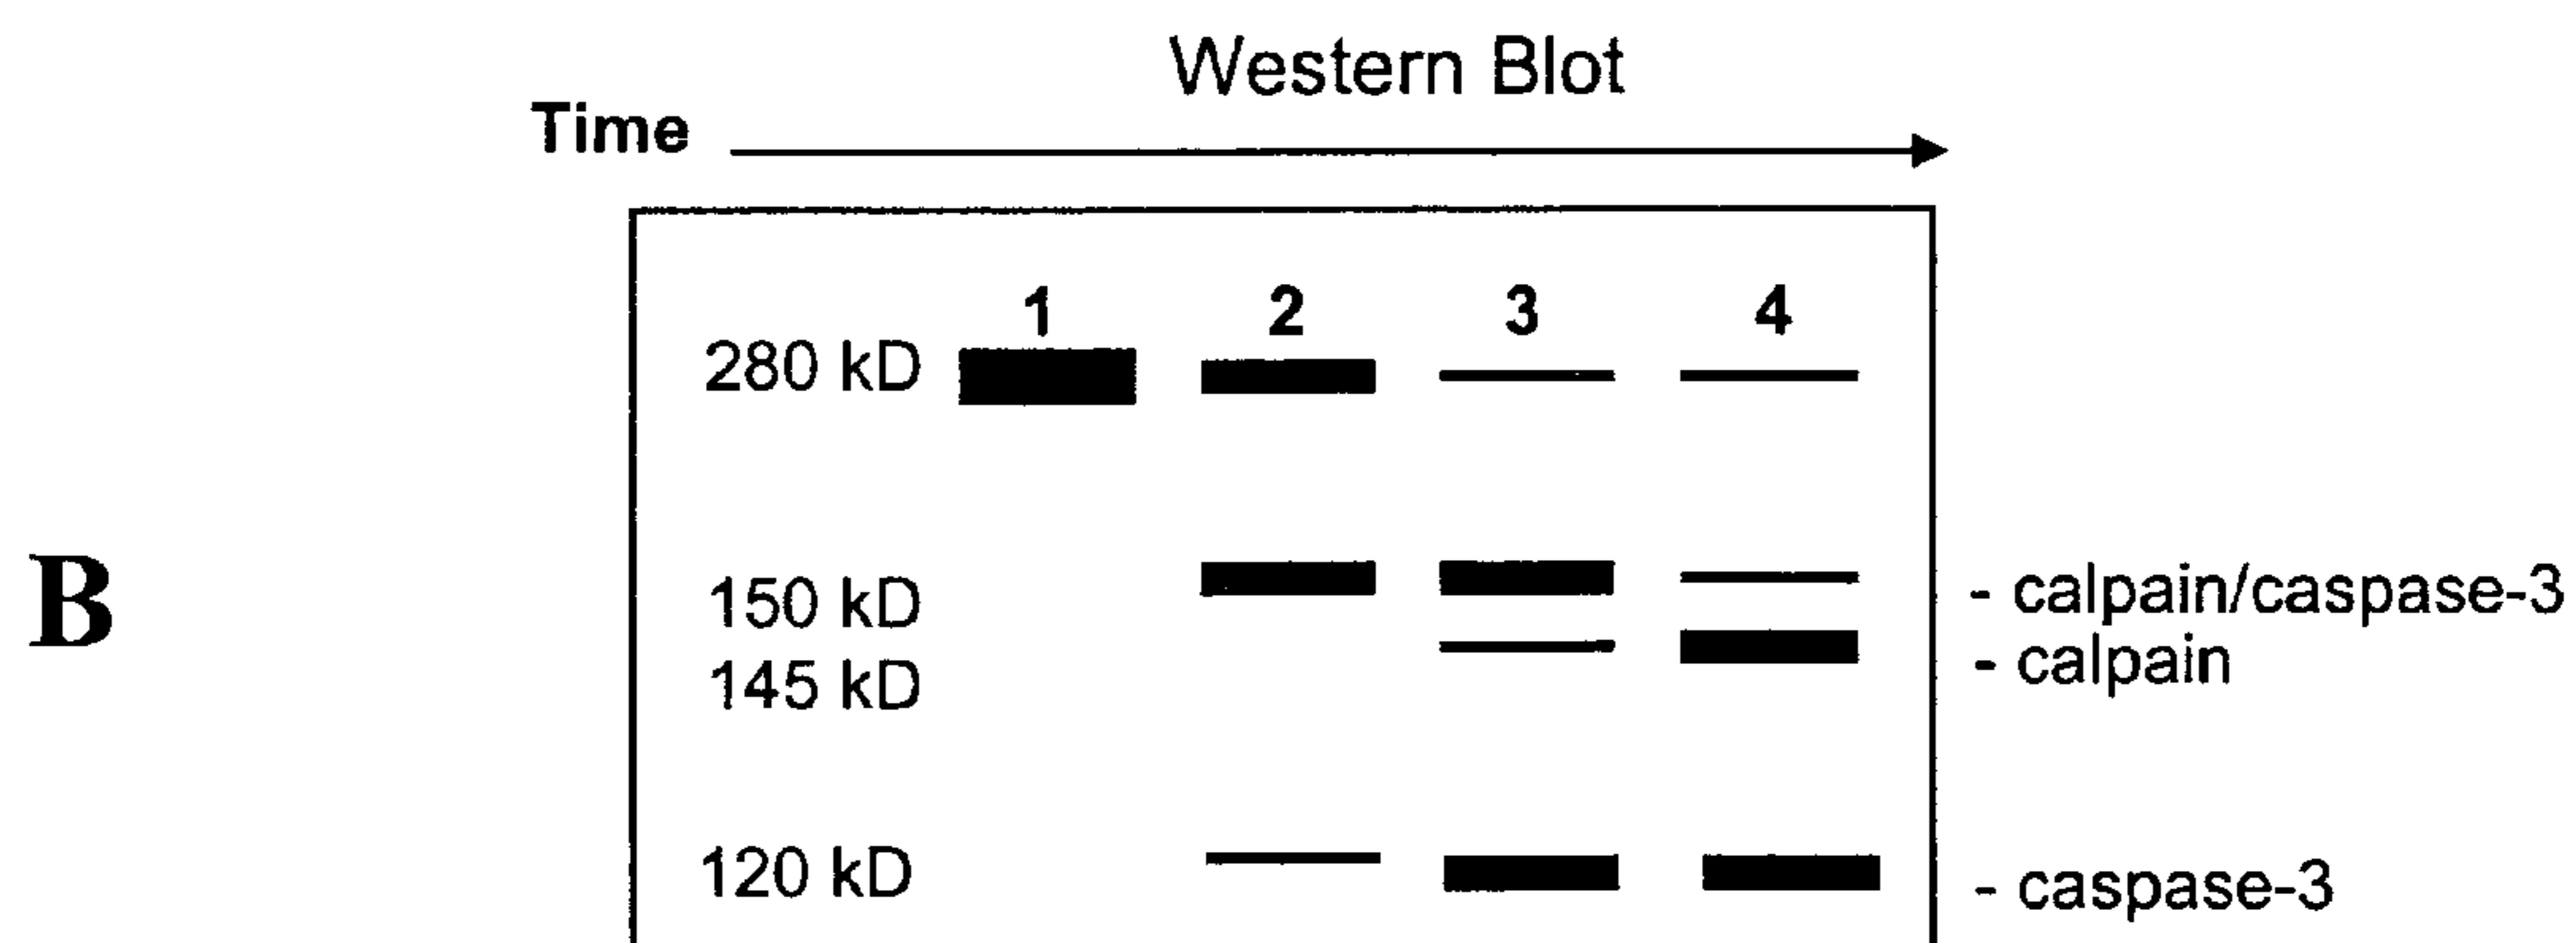 Western Blot
Time
1 2 3 4
280 kD
150 kD - calpain/caspase-3
145 kD - calpain
120 kD - caspase-3
B